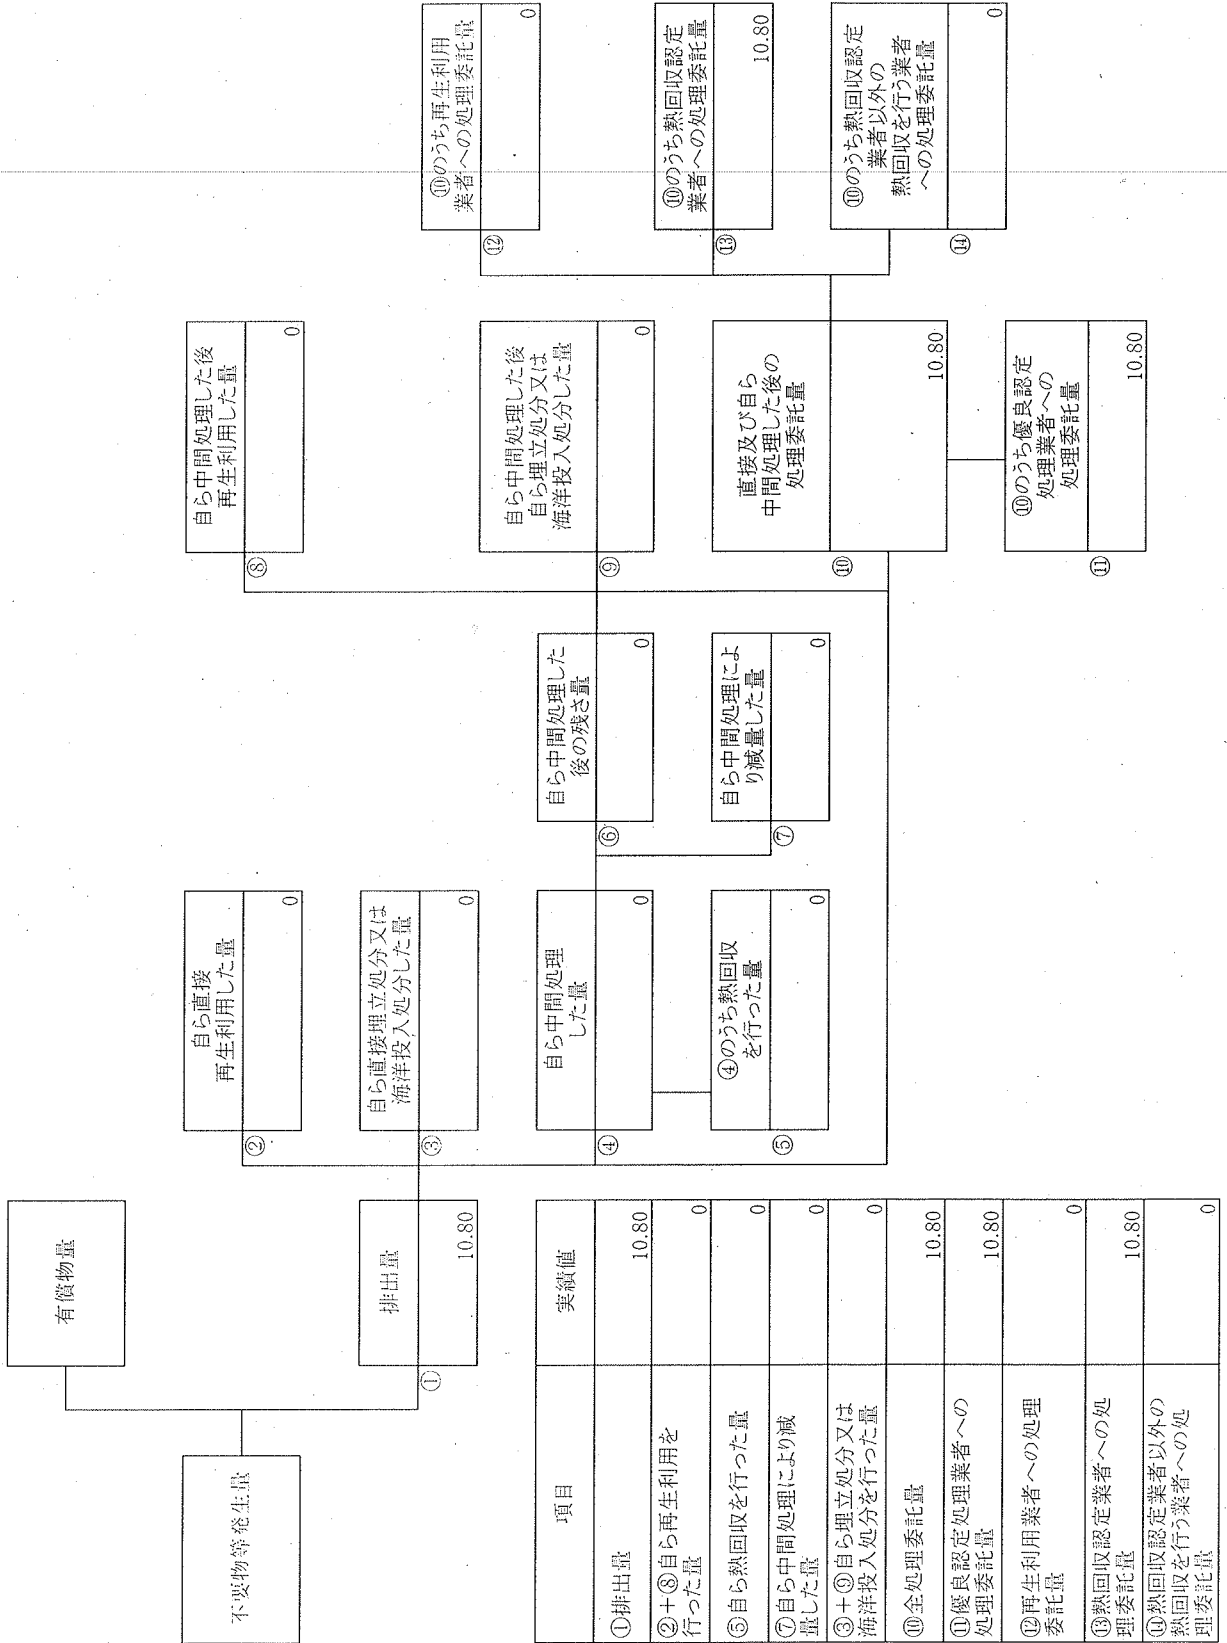 不要物等発生量
有償物量
排出量
①
10.80
自ら直接
再生利用した量
②
0
自ら直接埋立処分又は
海洋投入処分した量
③
0
自ら中間処理
した量
④
0
④のうち熱回収
を行った量
⑤
0
自ら中間処理した
後の残さ量
⑥
0
自ら中間処理によ
り減量した量
⑦
0
自ら中間処理した後
再生利用した量
⑧
0
自ら中間処理した後
自ら埋立処分又は
海洋投入処分した量
⑨
0
直接及び自ら
中間処理した後の
処理委託量
⑩
10.80
⑩のうち優良認定
処理業者への
処理委託量
⑪
10.80
⑩のうち再生利用
業者への処理委託量
⑫
0
⑩のうち熱回収認定
業者への処理委託量
⑬
10.80
⑩のうち熱回収認定
業者以外の
熱回収を行う業者
への処理委託量
⑭
0
項目 実績値
①排出量 10.80
②+⑧自ら再生利用を
行った量 0
⑤自ら熱回収を行った量 0
⑦自ら中間処理により減
量した量 0
③+⑨自ら埋立処分又は
海洋投入処分を行った量 0
⑩全処理委託量 10.80
⑪優良認定処理業者への
処理委託量 10.80
⑫再生利用業者への処理
委託量 0
⑬熱回収認定業者への処
理委託量 10.80
⑭熱回収認定業者以外の
熱回収を行う業者への処
理委託量 0